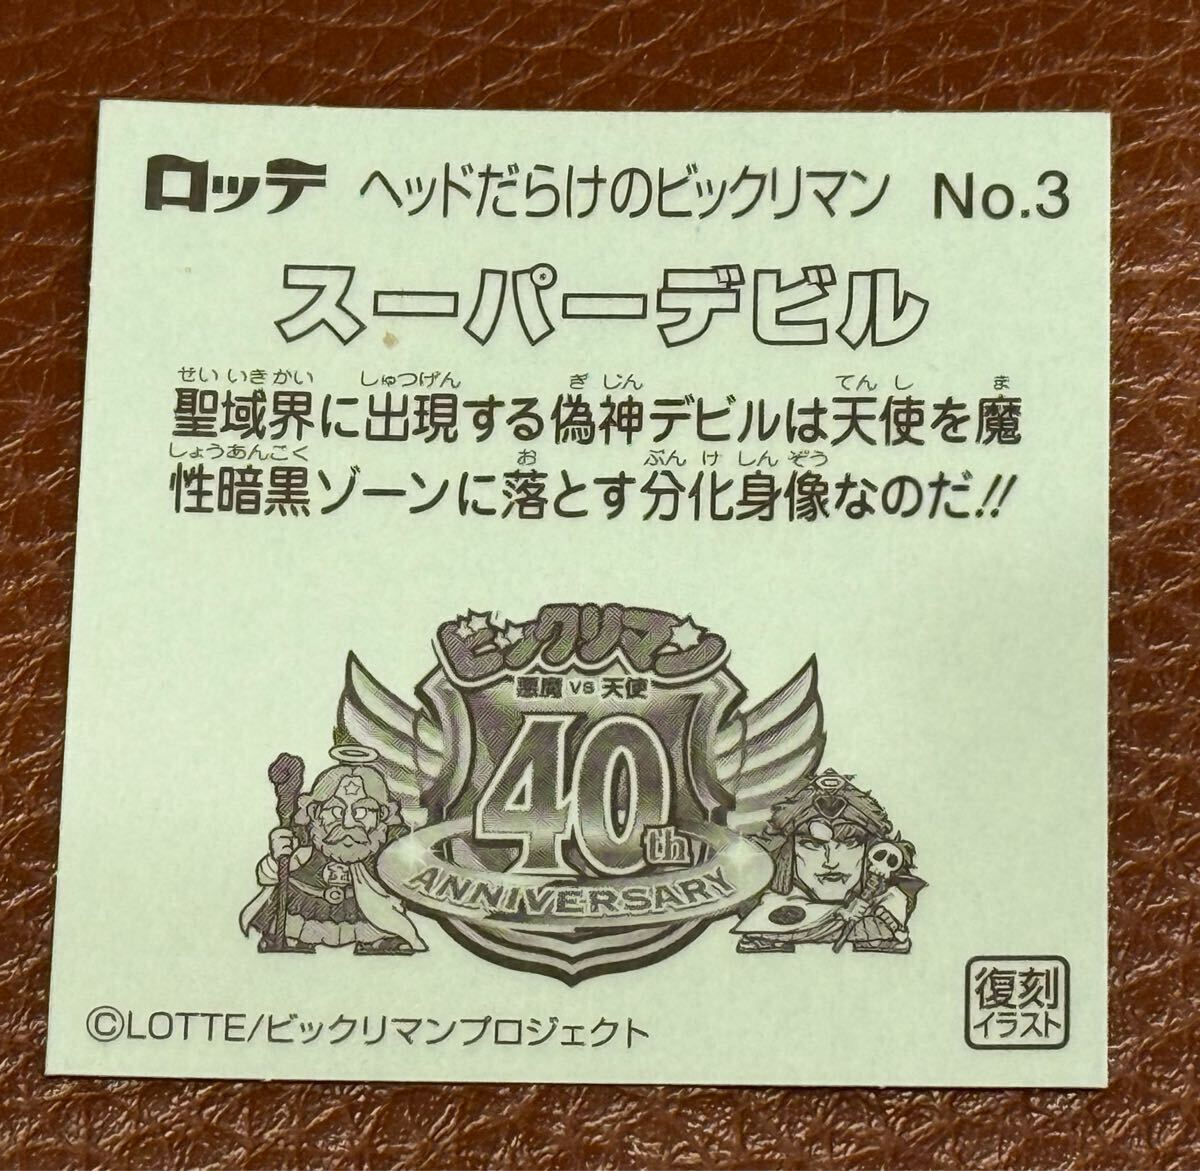 ロッテ ヘッドだらけのビックリマン No.3
スーパーデビル
せいいきかい しゅつげん ぎじん てんし ま
聖域界に出現する偽神デビルは天使を魔
しょうあんこく お ぶんけしんぞう
性暗黒ゾーンに落とす分化身像なのだ!!
ビックリマン
悪魔 VS 天使
40th
ANNIVERSARY
©LOTTE/ビックリマンプロジェクト
復刻
イラスト